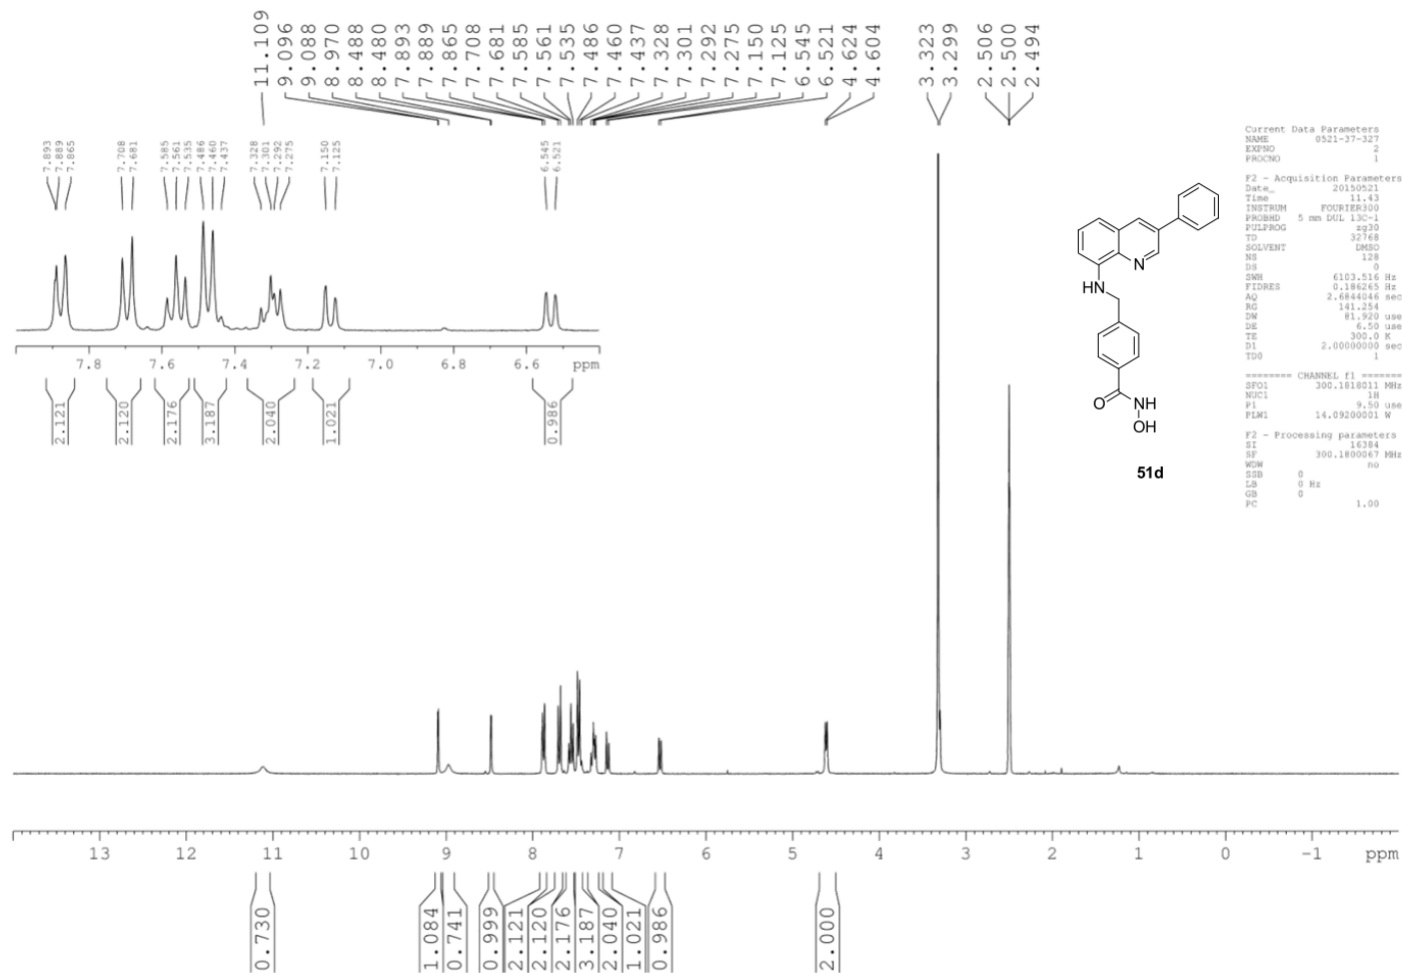 11.109
9.096
9.088
8.970
8.488
8.480
7.893
7.889
7.865
7.708
7.681
7.585
7.561
7.535
7.486
7.460
7.437
7.328
7.301
7.292
7.275
7.150
7.125
6.545
6.521
4.624
4.604
3.323
3.299
2.506
2.500
2.494
7.893
7.889
7.865
7.708
7.681
7.585
7.561
7.535
7.486
7.460
7.437
7.328
7.301
7.292
7.275
7.150
7.125
6.545
6.521
7.8 7.6 7.4 7.2 7.0 6.8 6.6 ppm
2.121
2.120
2.176
3.187
2.040
1.021
0.986
N
HN
O
NH
OH
51d
Current Data Parameters
NAME 0521-37-327
EXPNO 2
PROCNO 1
F2 - Acquisition Parameters
Date_ 20150521
Time 11.43
INSTRUM FOURIER300
PROBHD 5 mm DUL 13C-1
PULPROG zg30
TD 32768
SOLVENT DMSO
NS 128
DS 0
SWH 6103.516 Hz
FIDRES 0.186265 Hz
AQ 2.6844046 sec
RG 141.254
DW 81.920 use
DE 6.50 use
TE 300.0 K
D1 2.00000000 sec
TD0 1
======== CHANNEL f1 =======
SFO1 300.1818011 MHz
NUC1 1H
P1 9.50 use
PLW1 14.09200001 W
F2 - Processing parameters
SI 16384
SF 300.1800067 MHz
WDW no
SSB 0
LB 0 Hz
GB 0
PC 1.00
13 12 11 10 9 8 7 6 5 4 3 2 1 0 -1 ppm
0.730
1.084
0.741
0.999
2.121
2.120
2.176
3.187
2.040
1.021
0.986
2.000